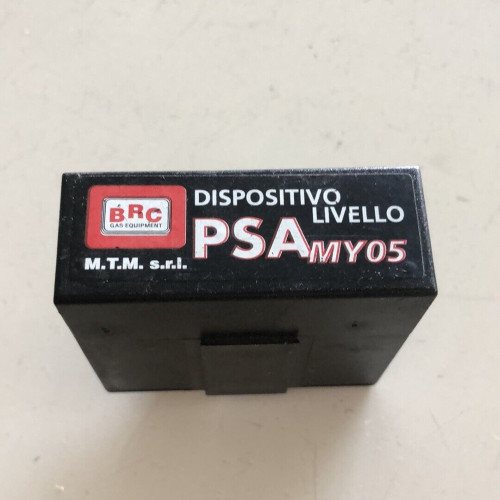 BRC
GAS EQUIPMENT
M.T.M. s.r.l.
DISPOSITIVO
LIVELLO
PSA MY05